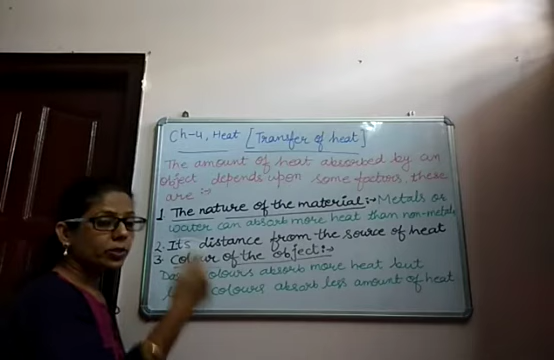 Ch-4, Heat [Transfer of heat]
The amount of heat absorbed by an
object depends upon some factors, these
are :-
1. The nature of the material:- Metals or
water can absorb more heat than non-metals
2. Its distance from the source of heat
3. Colour of the object:-
colours absorb more heat but
colours absorb less amount of heat